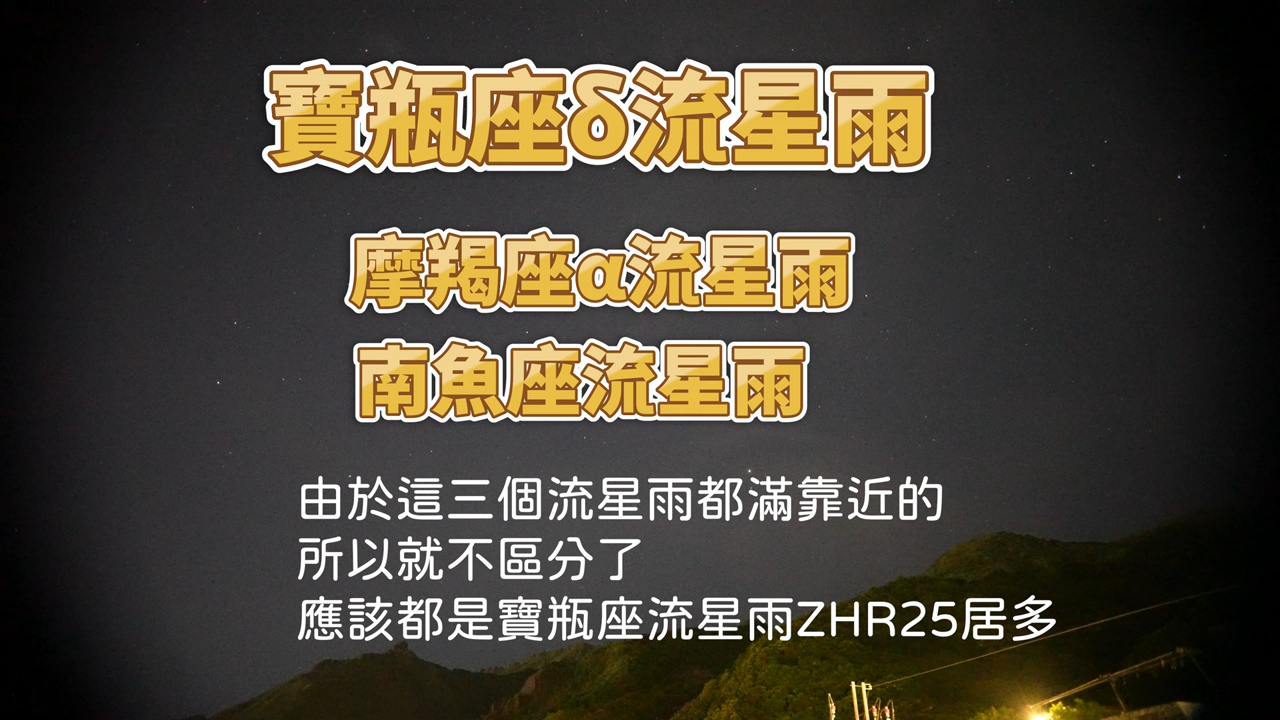 寶瓶座δ流星雨
摩羯座α流星雨
南魚座流星雨
由於這三個流星雨都滿靠近的
所以就不區分了
應該都是寶瓶座流星雨ZHR25居多